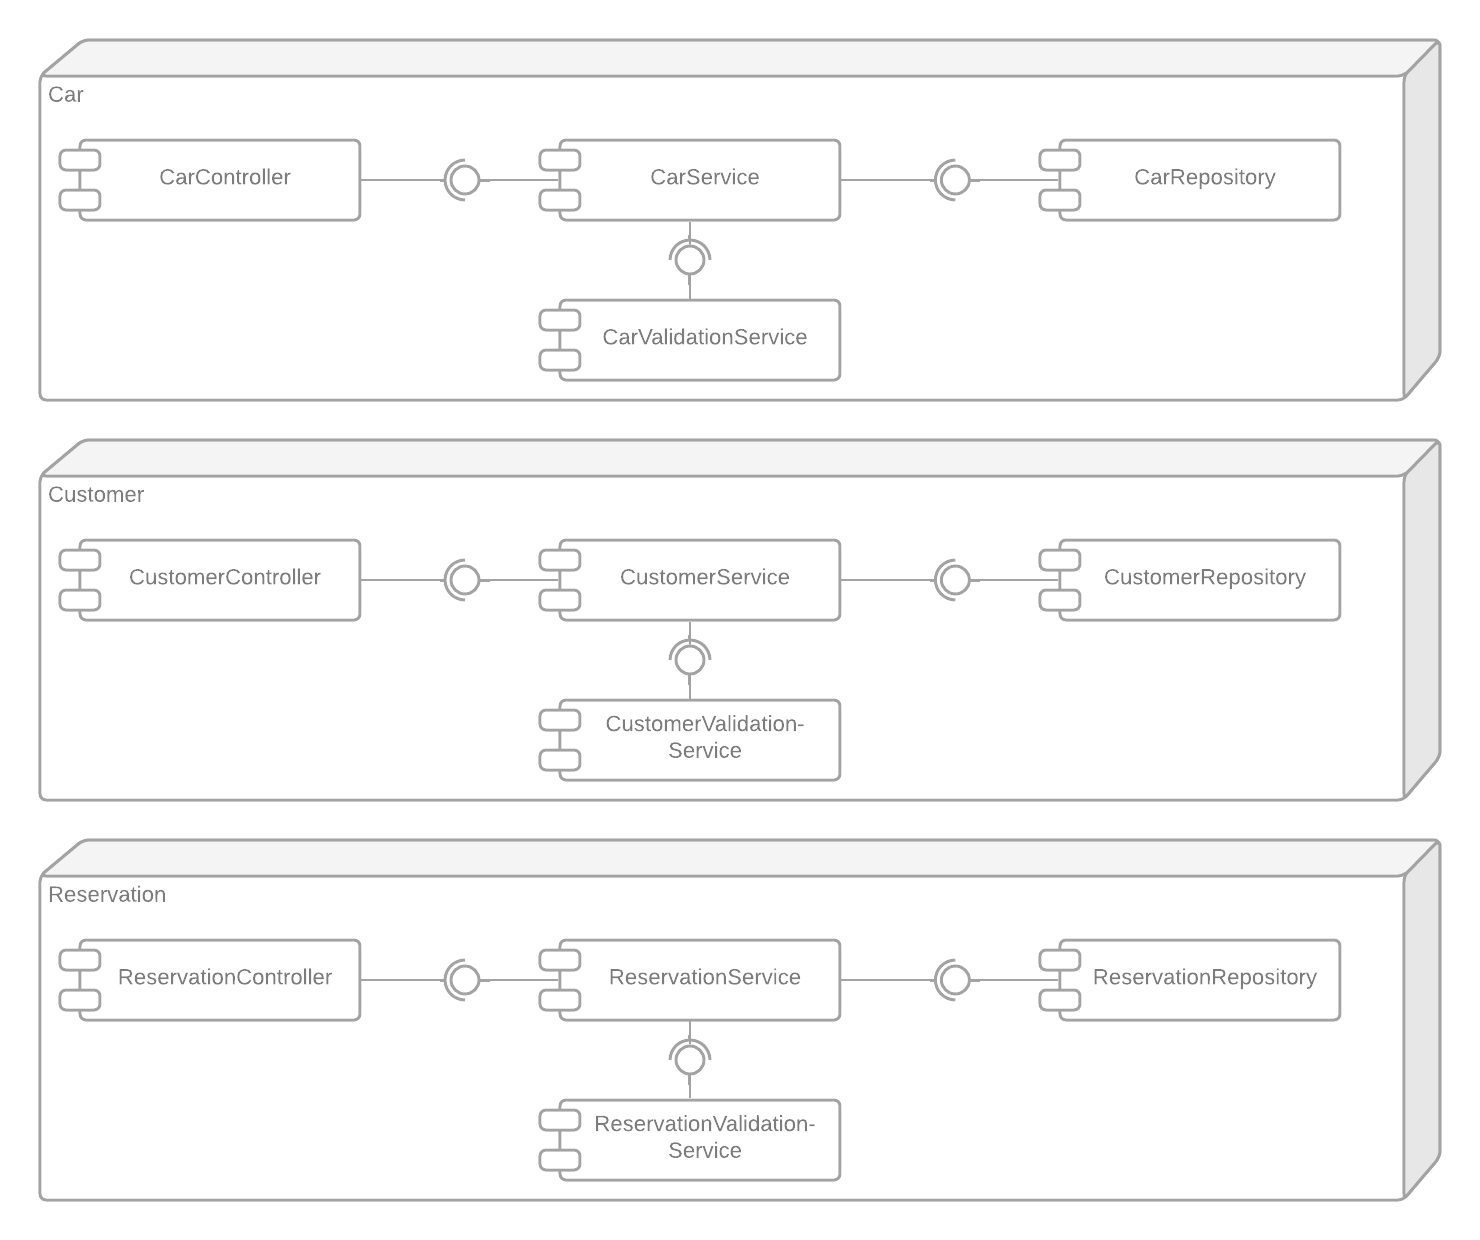 Car
CarController
CarService
CarRepository
CarValidationService
Customer
CustomerController
CustomerService
CustomerRepository
CustomerValidation-
Service
Reservation
ReservationController
ReservationService
ReservationRepository
ReservationValidation-
Service